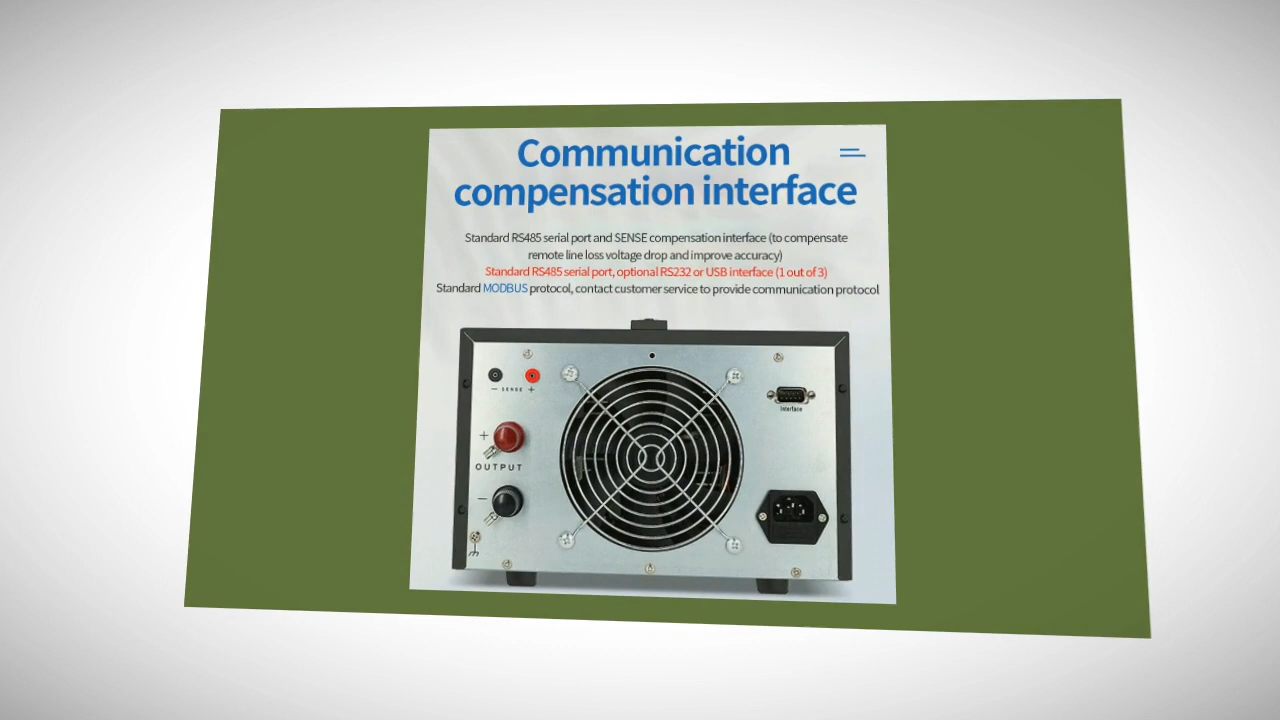 Communication
compensation interface
Standard RS485 serial port and SENSE compensation interface (to compensate
remote line loss voltage drop and improve accuracy)
Standard RS485 serial port, optional RS232 or USB interface (1 out of 3)
Standard MODBUS protocol, contact customer service to provide communication protocol
− SENSE +
Interface
+
OUTPUT
−